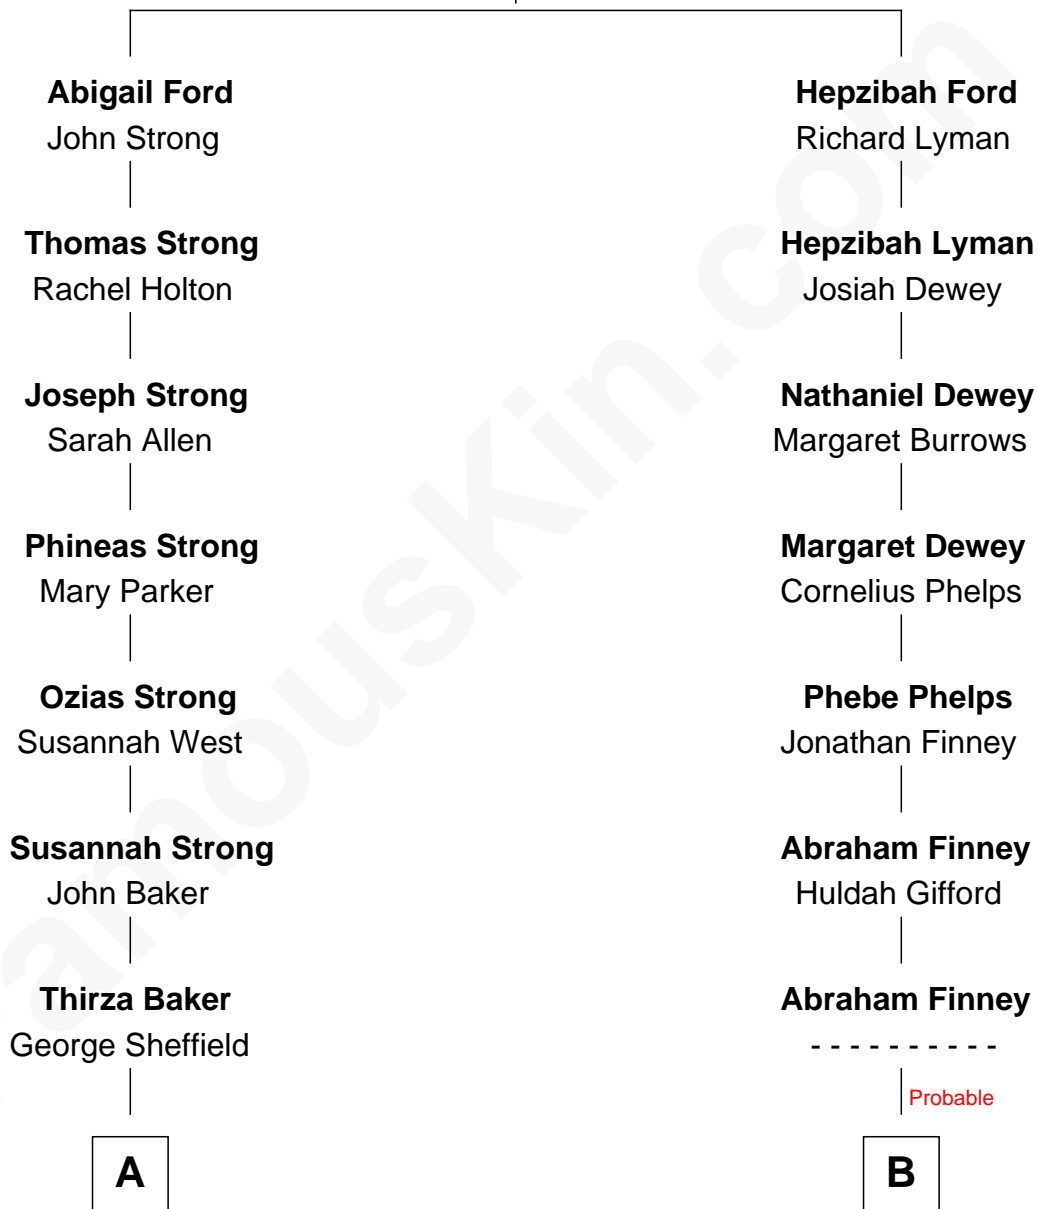 Abigail Ford
John Strong
Thomas Strong
Rachel Holton
Joseph Strong
Sarah Allen
Phineas Strong
Mary Parker
Ozias Strong
Susannah West
Susannah Strong
John Baker
Thirza Baker
George Sheffield
A
Hepzibah Ford
Richard Lyman
Hepzibah Lyman
Josiah Dewey
Nathaniel Dewey
Margaret Burrows
Margaret Dewey
Cornelius Phelps
Phebe Phelps
Jonathan Finney
Abraham Finney
Huldah Gifford
Abraham Finney
- - - - - - - - - -
Probable
B
amouskin.com